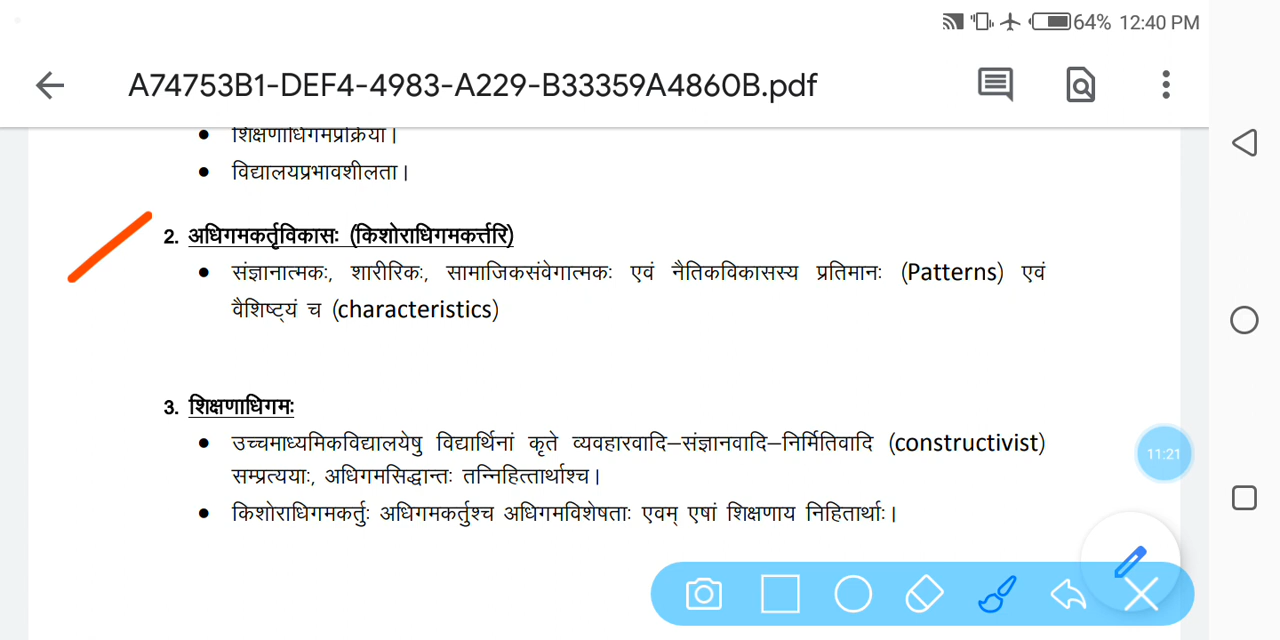 64% 12:40 PM
A74753B1-DEF4-4983-A229-B33359A4860B.pdf
● शिक्षणाधिगमप्रक्रिया।
● विद्यालयप्रभावशीलता।
2. अधिगमकर्तृविकासः (किशोराधिगमकर्त्तरि)
● संज्ञानात्मकः, शारीरिकः, सामाजिकसंवेगात्मकः एवं नैतिकविकासस्य प्रतिमानः (Patterns) एवं
वैशिष्ट्यं च (characteristics)
3. शिक्षणाधिगमः
● उच्चमाध्यमिकविद्यालयेषु विद्यार्थिनां कृते व्यवहारवादि–संज्ञानवादि–निर्मितिवादि (constructivist)
सम्प्रत्ययाः, अधिगमसिद्धान्तः तन्निहित्तार्थाश्च।
● किशोराधिगमकर्तुः अधिगमकर्तुश्च अधिगमविशेषताः एवम् एषां शिक्षणाय निहितार्थाः।
11:21